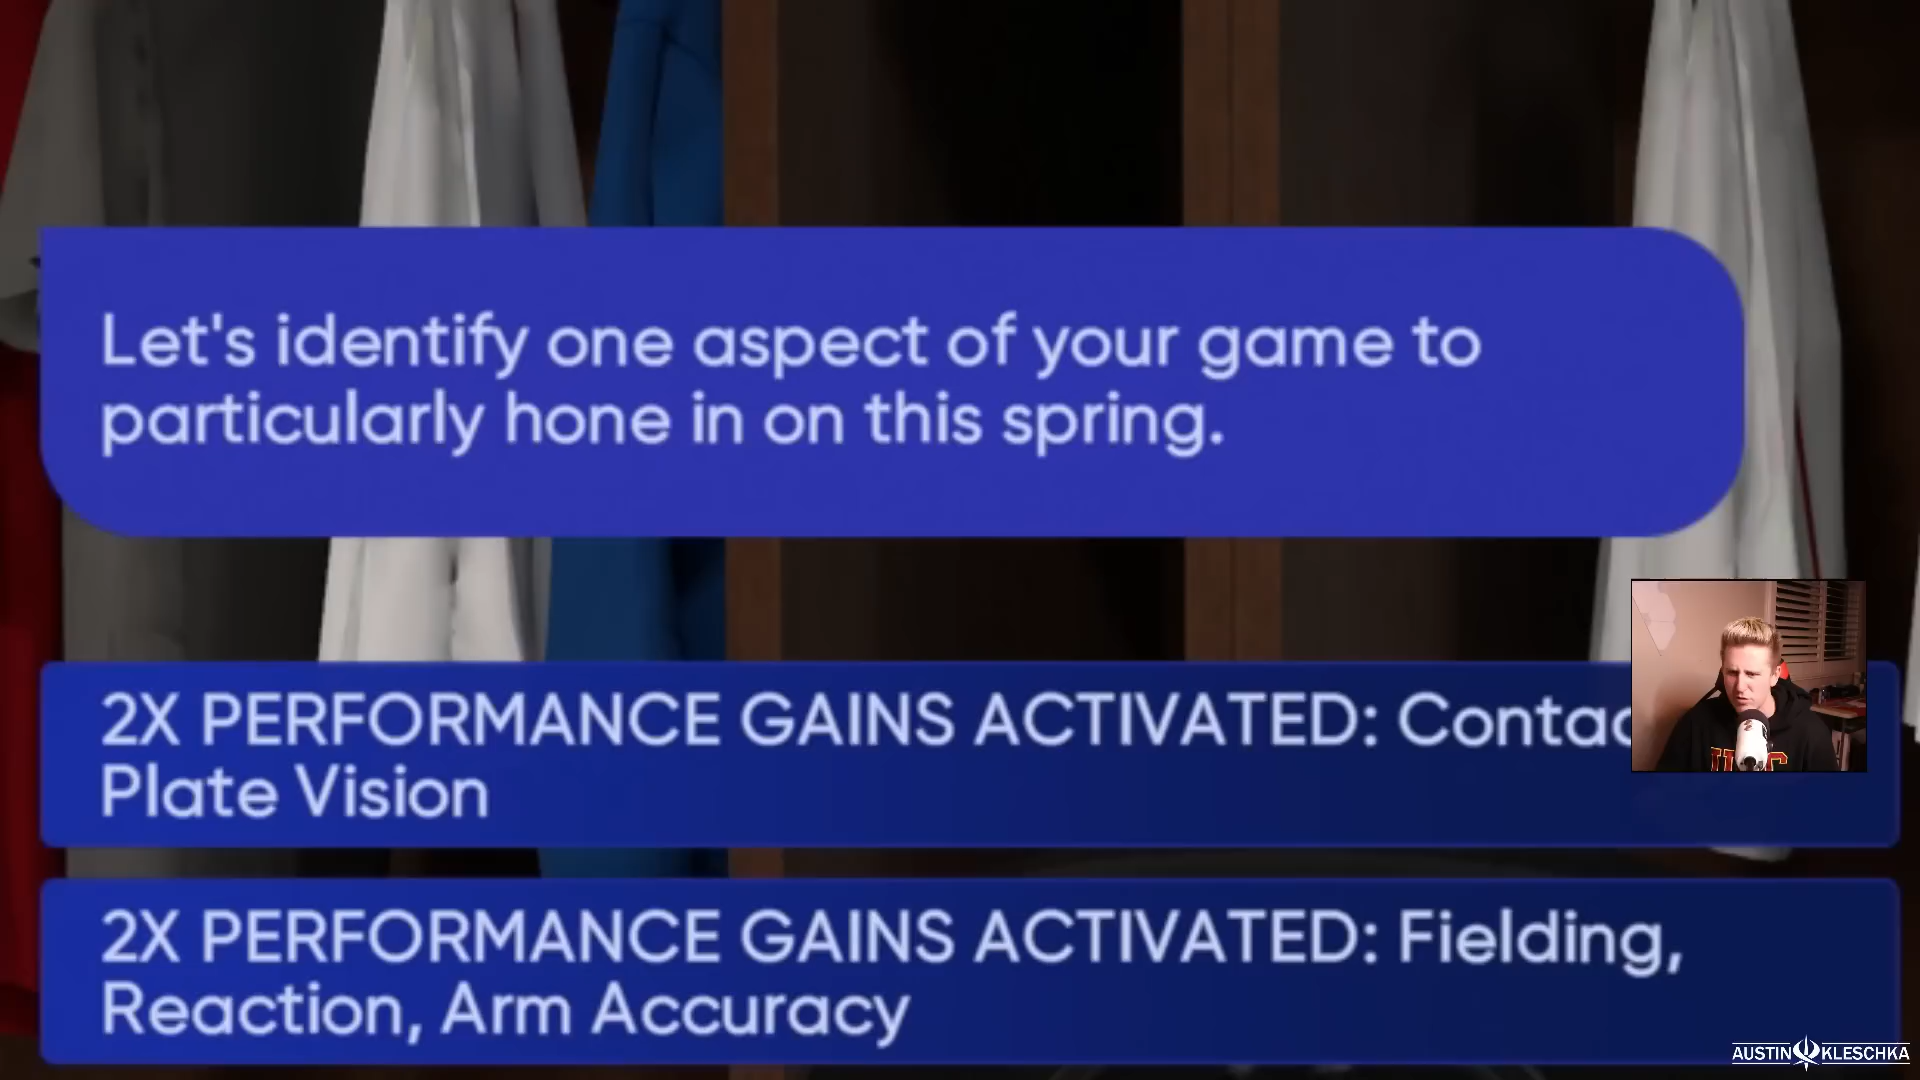 Let's identify one aspect of your game to
particularly hone in on this spring.
2X PERFORMANCE GAINS ACTIVATED:
Plate Vision
2X PERFORMANCE GAINS ACTIVATED: Fielding,
Reaction, Arm Accuracy
AUSTIN KLESCHKA